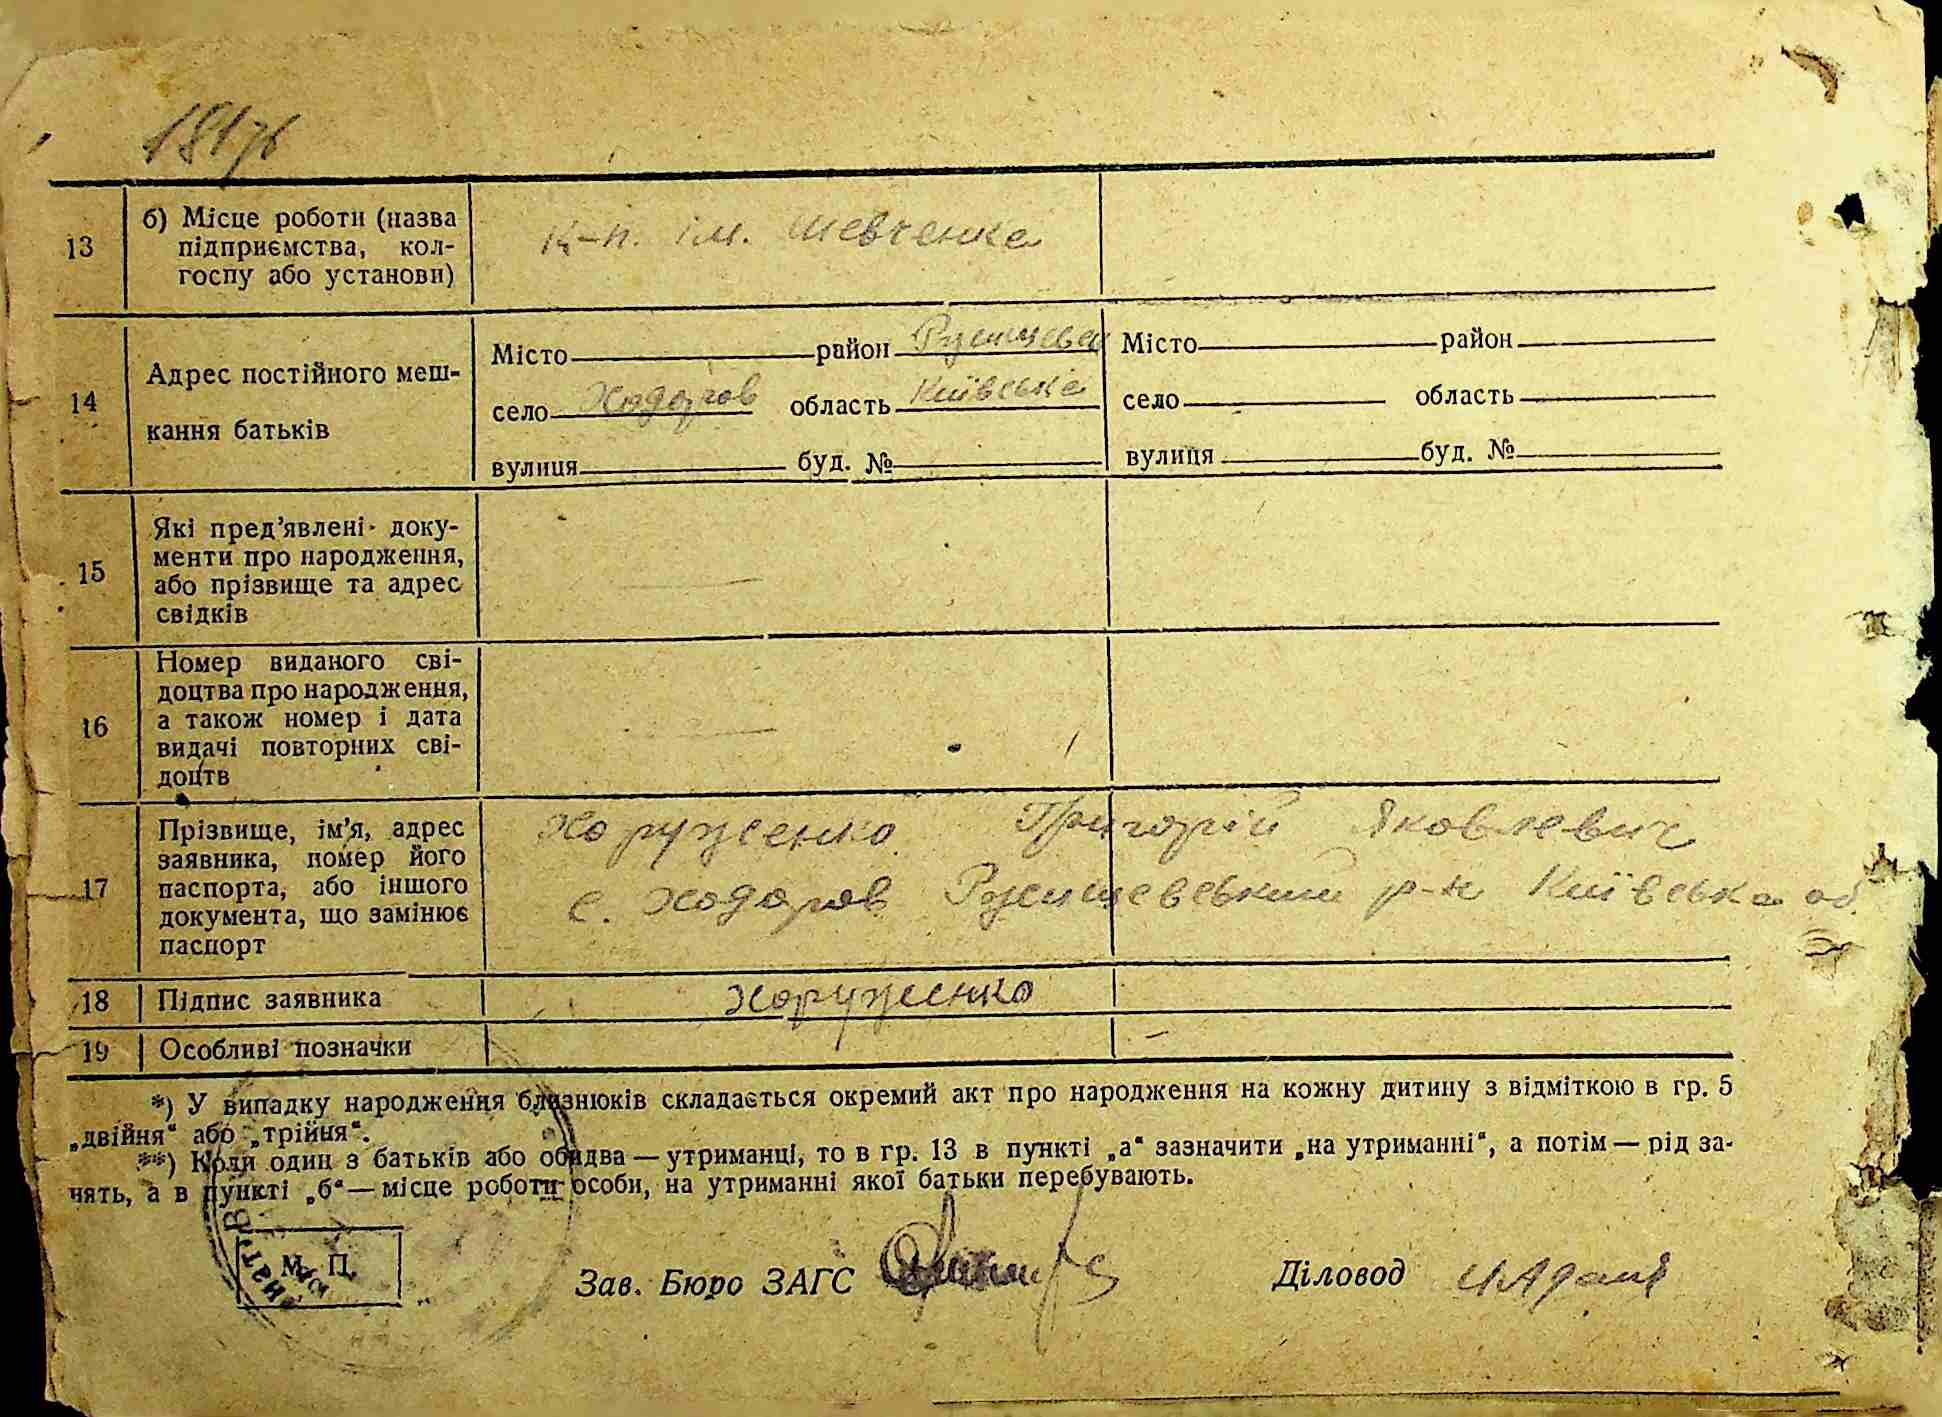 13
б) Місце роботи (назва
підприємства, кол-
госпу або установи)
к-п. ім. Шевченка
14
Адрес постійного меш-
кання батьків
Місто район Ржищевс Місто район
село Ходорів область Київська село область
вулиця буд. № вулиця буд. №
15
Які пред'явлені доку-
менти про народження,
або прізвище та адрес
свідків
16
Номер виданого сві-
доцтва про народження,
а також номер і дата
видачі повторних сві-
доцтв
17
Прізвище, ім'я, адрес
заявника, номер його
паспорта, або іншого
документа, що замінює
паспорт
Хоруженко Григорій Яковлевич
с. Ходоров Ржищевський р-н Київська об.
18 Підпис заявника Хоруженко
19 Особливі позначки
*) У випадку народження близнюків складається окремий акт про народження на кожну дитину з відміткою в гр. 5
„двійня“ або „трійня“.
**) Коли один з батьків або обидва — утриманці, то в гр. 13 в пункті „а“ зазначити „на утриманні“, а потім — рід за-
нять, а в пункті „б“ — місце роботи особи, на утриманні якої батьки перебувають.
М. П.
Зав. Бюро ЗАГС Діловод